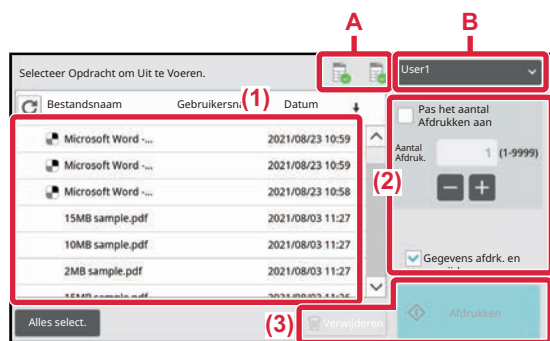 A
B
Selecteer Opdracht om Uit te Voeren.
User1
Bestandsnaam
Datum
(1)
Pas het aantal
Afdrukken aan
Microsoft Word -...
2021/08/23 10:59
Aantal
Afdruk.
1 (1-9999)
Microsoft Word -...
2021/08/23 10:59
(2)
Microsoft Word -...
2021/08/23 10:58
15MB sample.pdf
2021/08/03 11:27
10MB sample.pdf
2021/08/03 11:27
2MB sample.pdf
2021/08/03 11:27
Gegevens afdrk. en
Alles select.
(3)
Verwijderen
Afdrukken